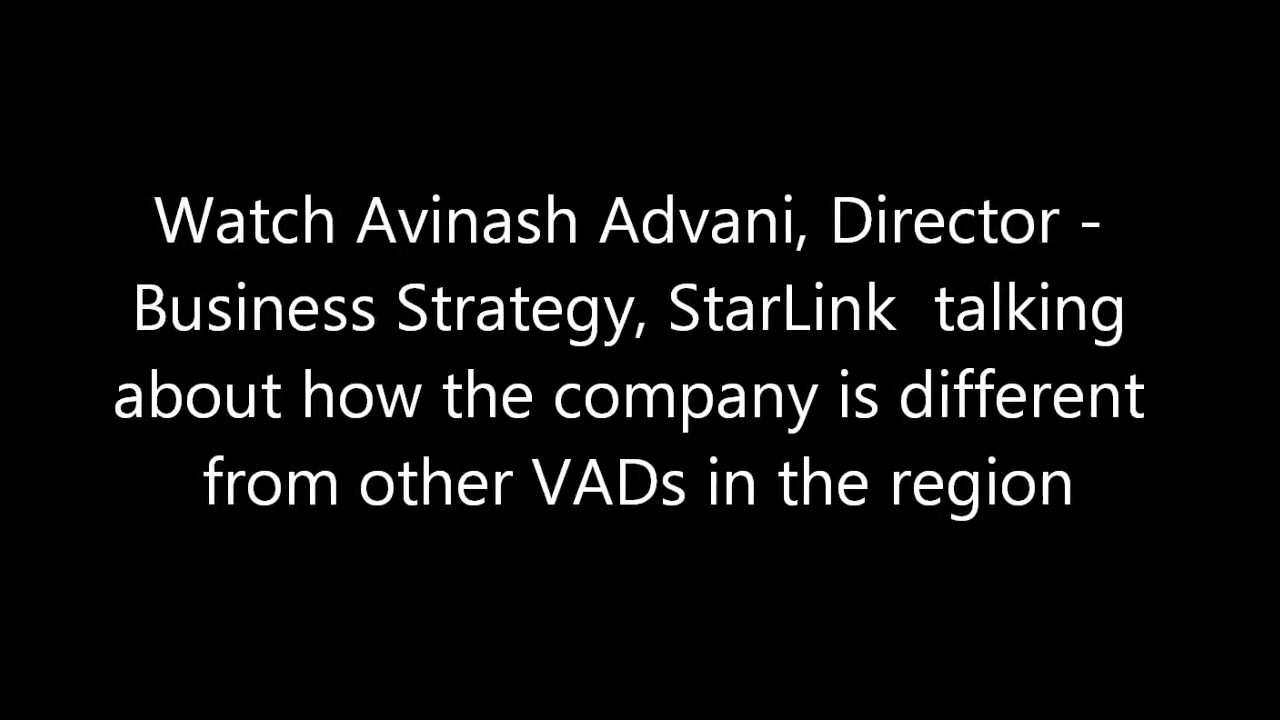 Watch Avinash Advani, Director -
Business Strategy, StarLink  talking
about how the company is different
from other VADs in the region